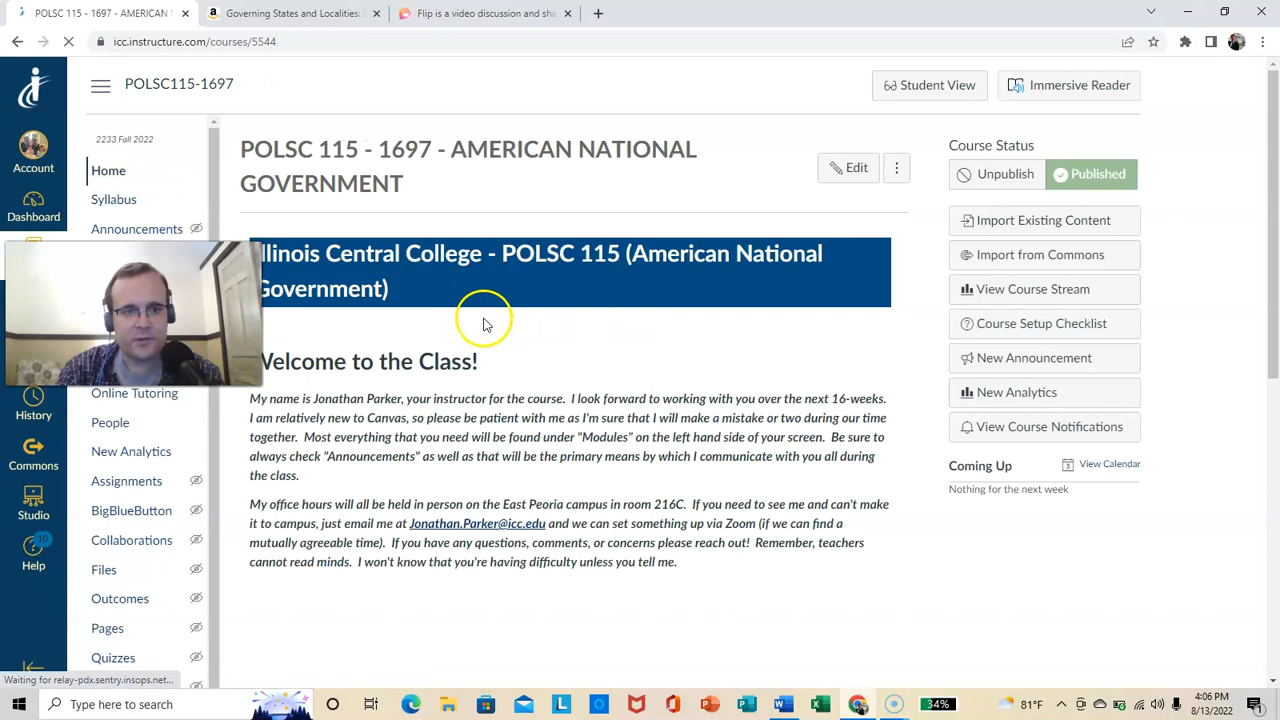 POLSC 115 - 1697 - AMERICAN N
Governing States and Localities:
Flip is a video discussion and sha
icc.instructure.com/courses/5544
POLSC115-1697
Student View
Immersive Reader
2233 Fall 2022
Account
Home
Dashboard
Syllabus
Announcements
POLSC 115 - 1697 - AMERICAN NATIONAL
GOVERNMENT
Edit
Course Status
Unpublish
Published
Import Existing Content
Import from Commons
View Course Stream
Course Setup Checklist
New Announcement
New Analytics
View Course Notifications
Coming Up
View Calendar
Nothing for the next week
llinois Central College - POLSC 115 (American National
Government)
Welcome to the Class!
My name is Jonathan Parker, your instructor for the course. I look forward to working with you over the next 16-weeks.
I am relatively new to Canvas, so please be patient with me as I'm sure that I will make a mistake or two during our time
together. Most everything that you need will be found under "Modules" on the left hand side of your screen. Be sure to
always check "Announcements" as well as that will be the primary means by which I communicate with you all during
the class.
My office hours will all be held in person on the East Peoria campus in room 216C. If you need to see me and can't make
it to campus, just email me at Jonathan.Parker@icc.edu and we can set something up via Zoom (if we can find a
mutually agreeable time). If you have any questions, comments, or concerns please reach out! Remember, teachers
cannot read minds. I won't know that you're having difficulty unless you tell me.
History
Commons
Studio
10
Help
Online Tutoring
People
New Analytics
Assignments
BigBlueButton
Collaborations
Files
Outcomes
Pages
Quizzes
Waiting for relay-pdx.sentry.insops.net...
Type here to search
34%
81°F
4:06 PM
8/13/2022